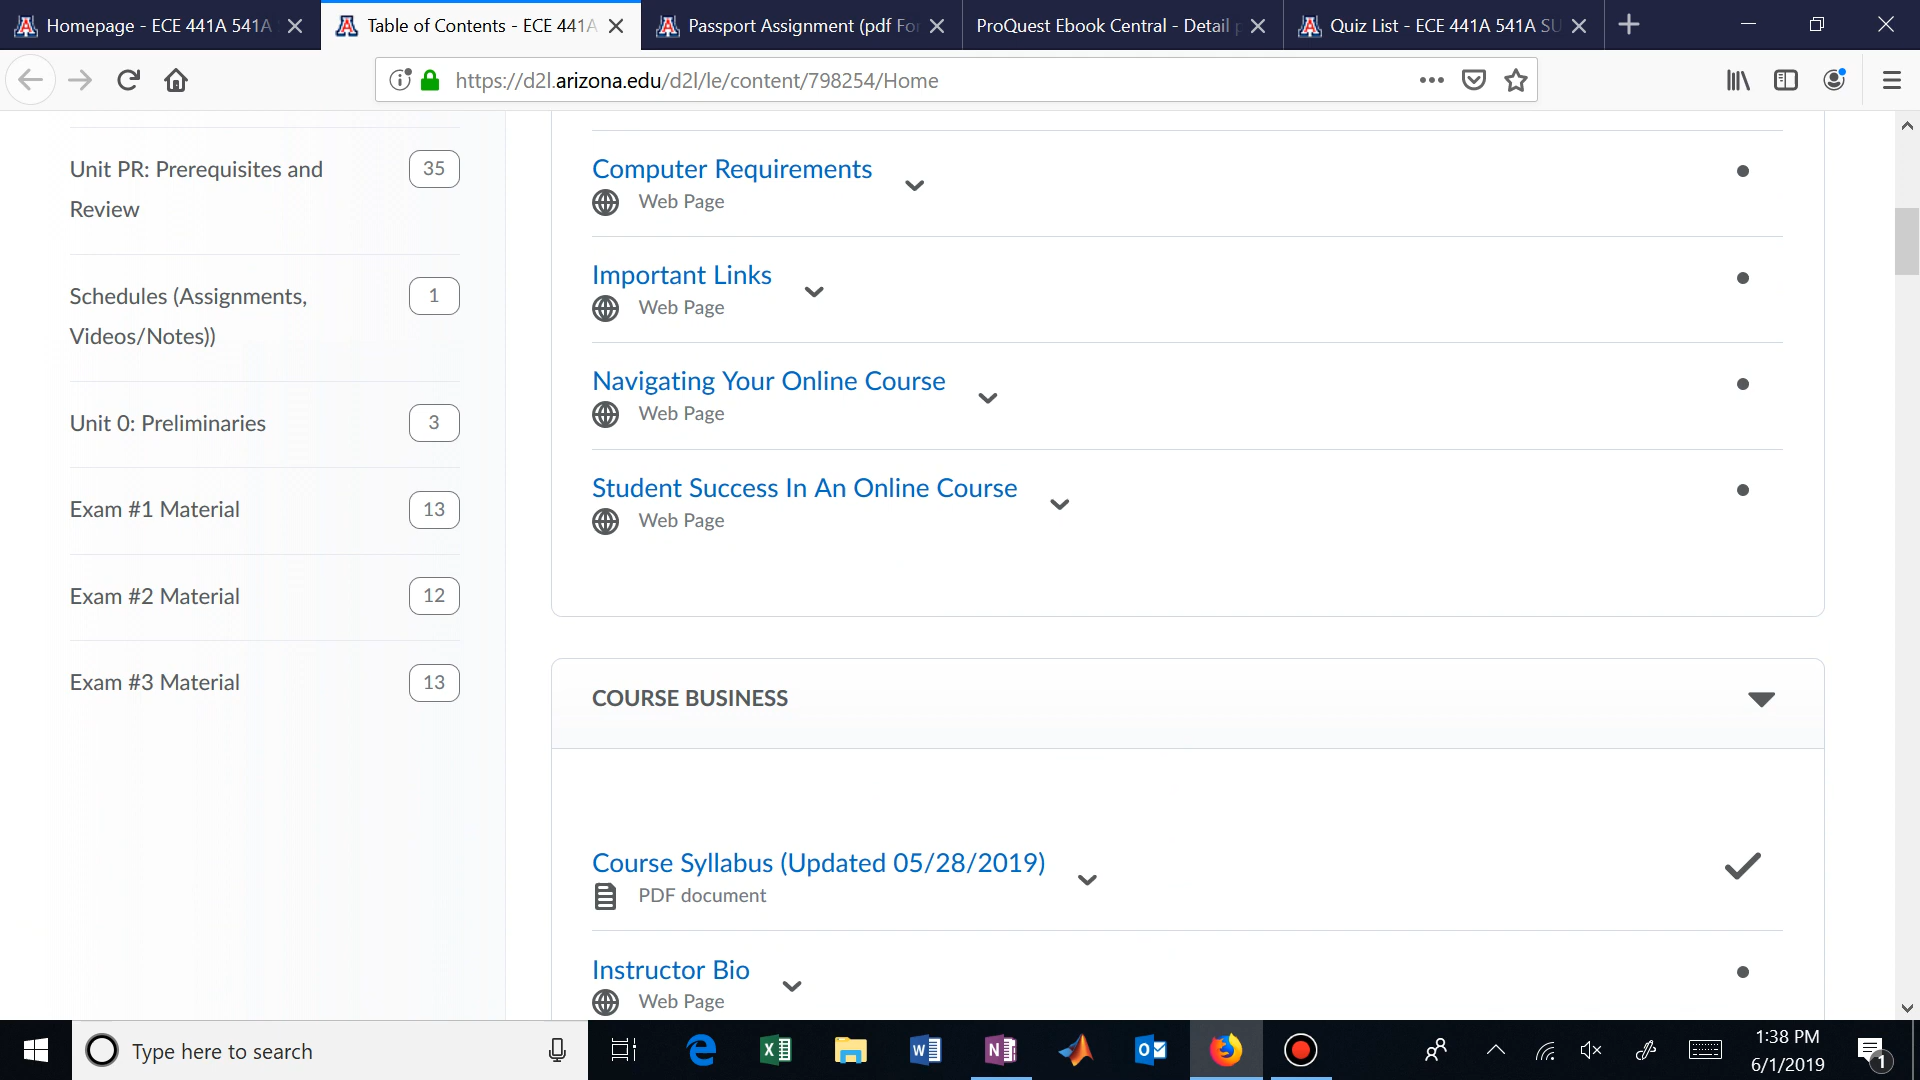 Homepage - ECE 441A 541A
Table of Contents - ECE 441A
Passport Assignment (pdf Fo
ProQuest Ebook Central - Detail p
Quiz List - ECE 441A 541A SU
https://d2l.arizona.edu/d2l/le/content/798254/Home
Unit PR: Prerequisites and
Review
35
Schedules (Assignments,
Videos/Notes))
1
Unit 0: Preliminaries
3
Exam #1 Material
13
Exam #2 Material
12
Exam #3 Material
13
Computer Requirements
Web Page
Important Links
Web Page
Navigating Your Online Course
Web Page
Student Success In An Online Course
Web Page
COURSE BUSINESS
Course Syllabus (Updated 05/28/2019)
PDF document
Instructor Bio
Web Page
Type here to search
1:38 PM
6/1/2019
1